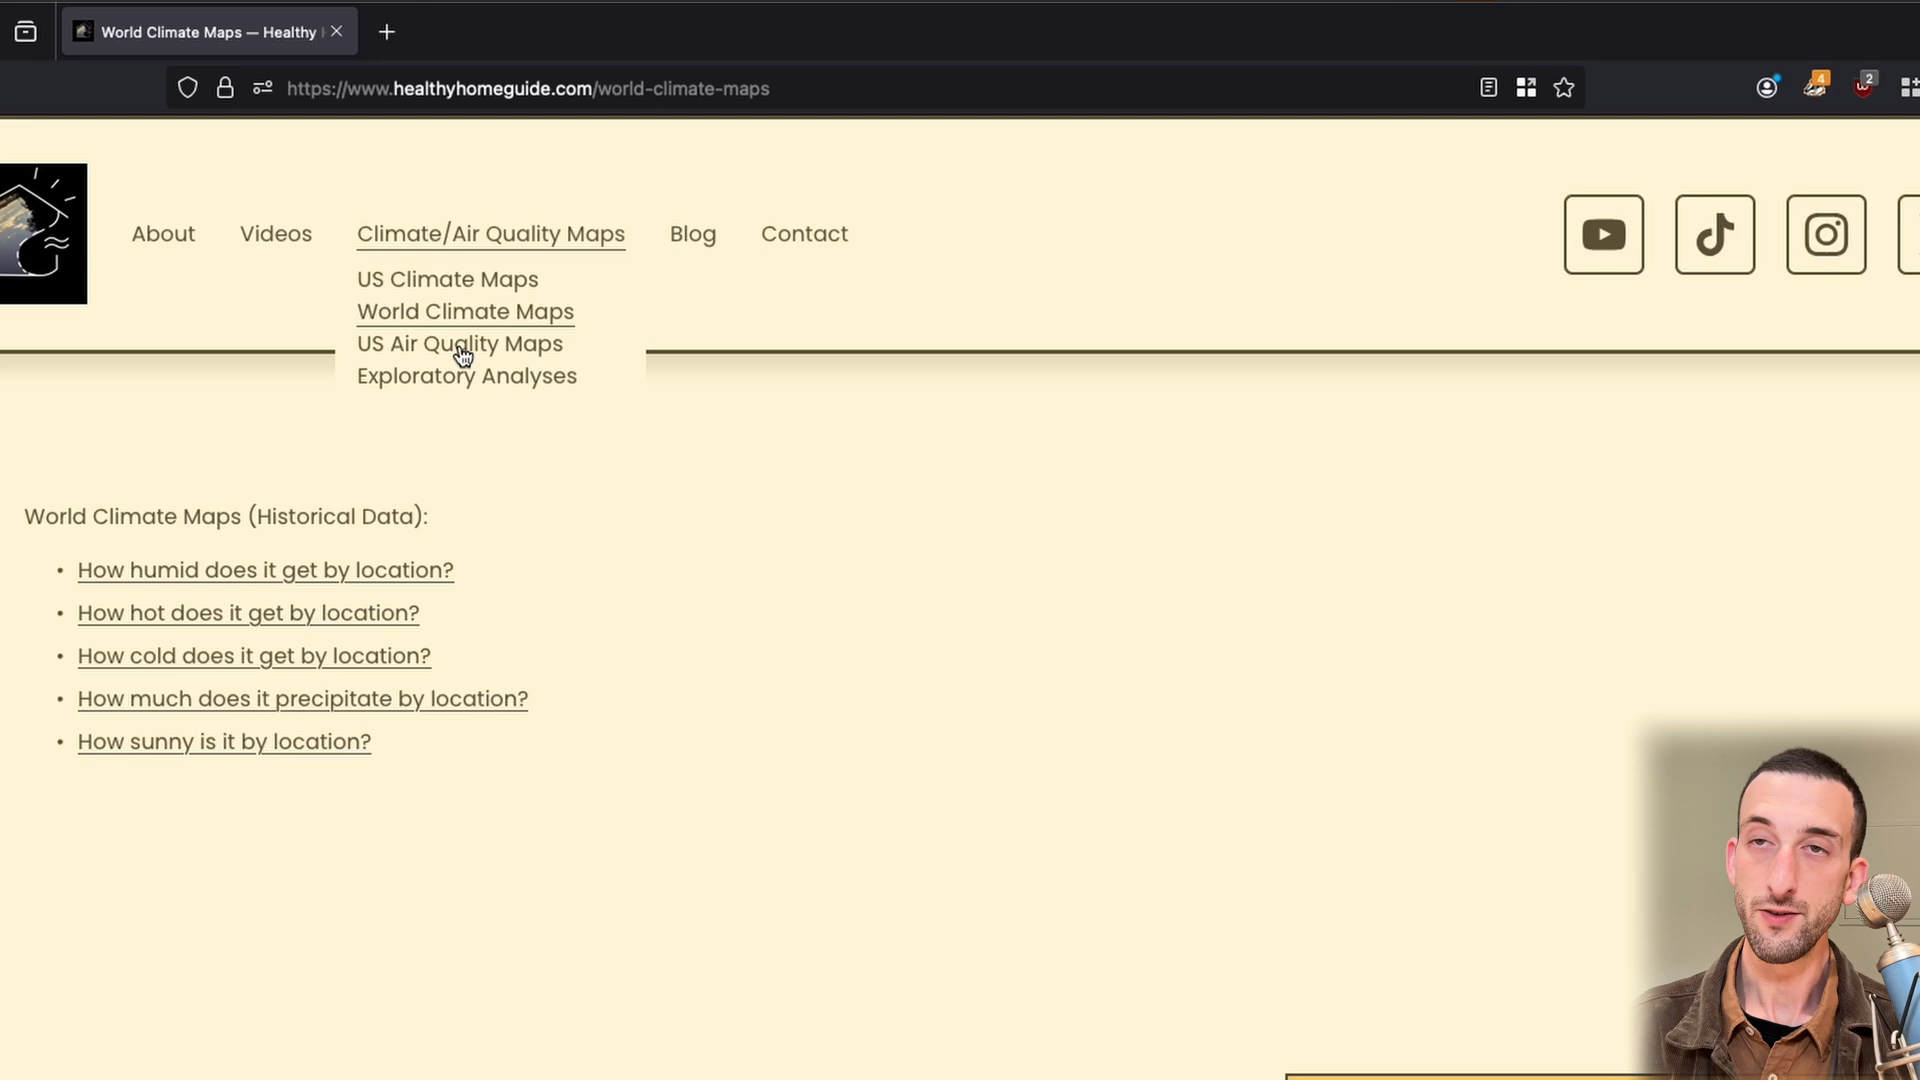 World Climate Maps — Healthy
https://www.healthyhomeguide.com/world-climate-maps
4
2
About
Videos
Climate/Air Quality Maps
Blog
Contact
US Climate Maps
World Climate Maps
US Air Quality Maps
Exploratory Analyses
World Climate Maps (Historical Data):
• How humid does it get by location?
• How hot does it get by location?
• How cold does it get by location?
• How much does it precipitate by location?
• How sunny is it by location?